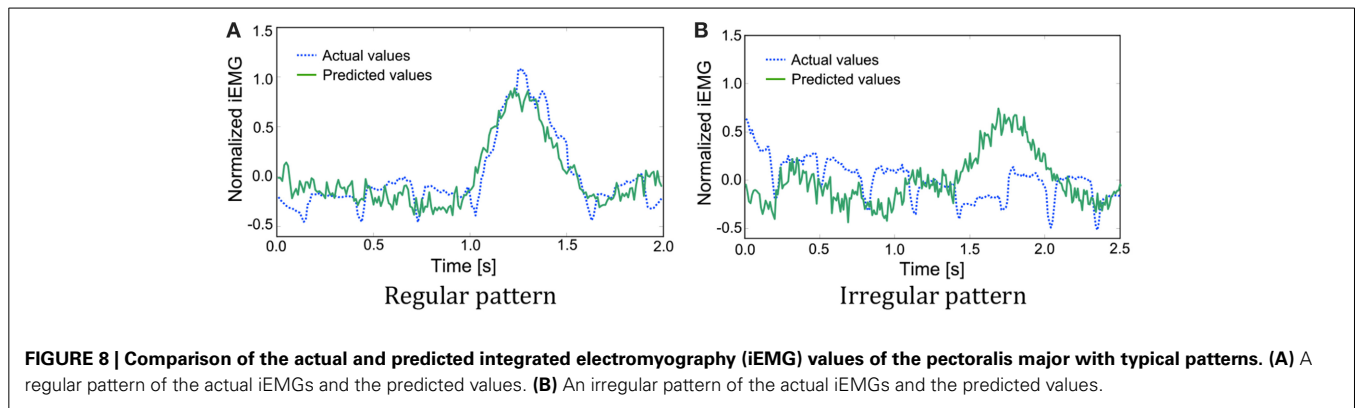 A
1.5
1.0
0.5
0.0
-0.5
Normalized iEMG
Actual values
Predicted values
0.0 0.5 1.0 1.5 2.0
Time [s]
Regular pattern
B
1.5
1.0
0.5
0.0
-0.5
Normalized iEMG
Actual values
Predicted values
0.0 0.5 1.0 1.5 2.0 2.5
Time [s]
Irregular pattern
FIGURE 8 | Comparison of the actual and predicted integrated electromyography (iEMG) values of the pectoralis major with typical patterns. (A) A
regular pattern of the actual iEMGs and the predicted values. (B) An irregular pattern of the actual iEMGs and the predicted values.